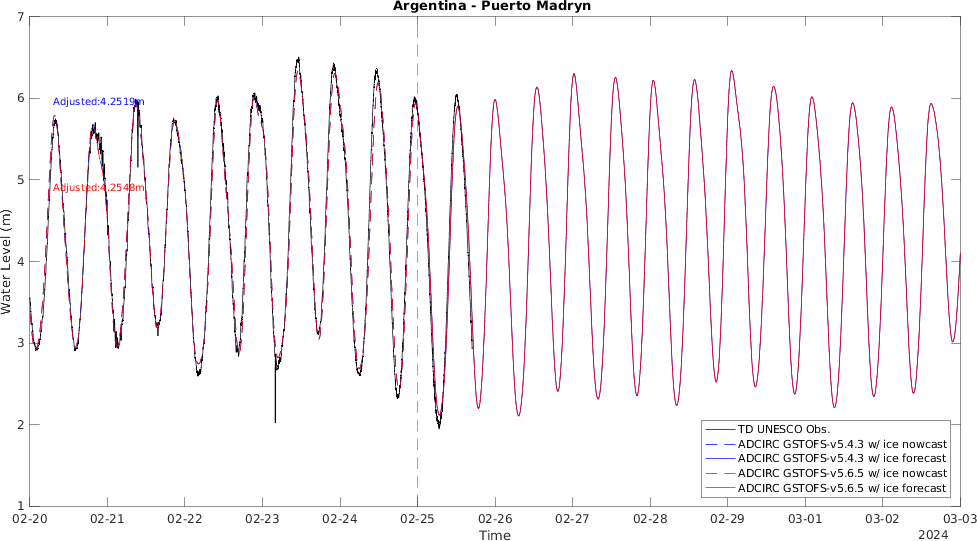 Argentina - Puerto Madryn
7
6
5
4
3
2
1
Water Level (m)
Adjusted:4.2519m
Adjusted:4.2548m
TD UNESCO Obs.
ADCIRC GSTOFS-v5.4.3 w/ ice nowcast
ADCIRC GSTOFS-v5.4.3 w/ ice forecast
ADCIRC GSTOFS-v5.6.5 w/ ice nowcast
ADCIRC GSTOFS-v5.6.5 w/ ice forecast
02-20 02-21 02-22 02-23 02-24 02-25 02-26 02-27 02-28 02-29 03-01 03-02 03-03
Time
2024